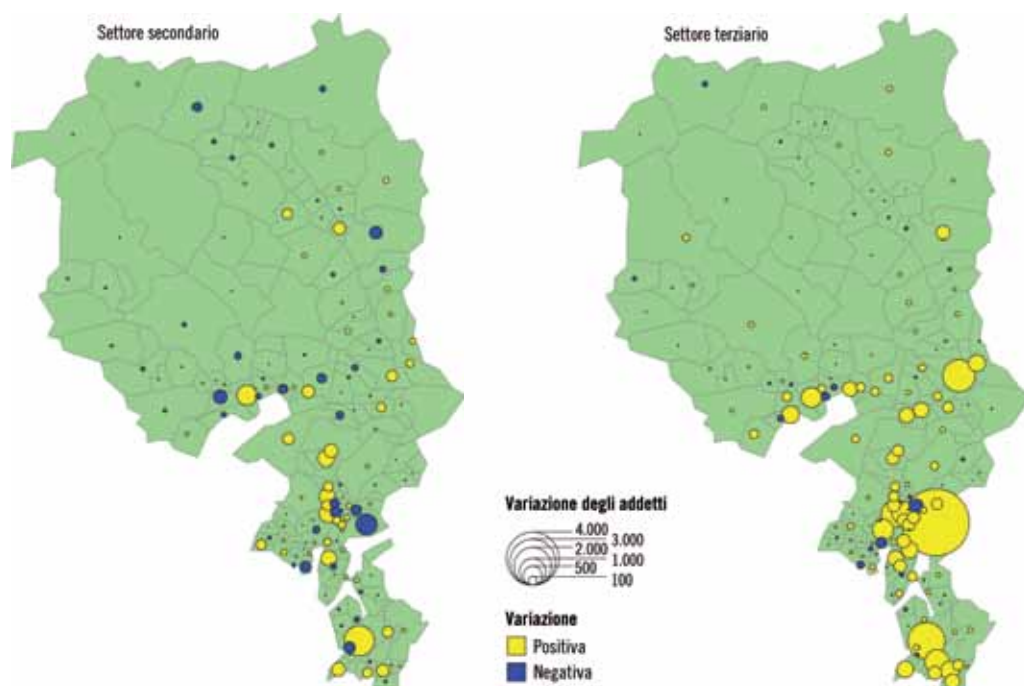 Settore secondario
Settore terziario
Variazione degli addetti
4.000
3.000
2.000
1.000
500
100
Variazione
Positiva
Negativa